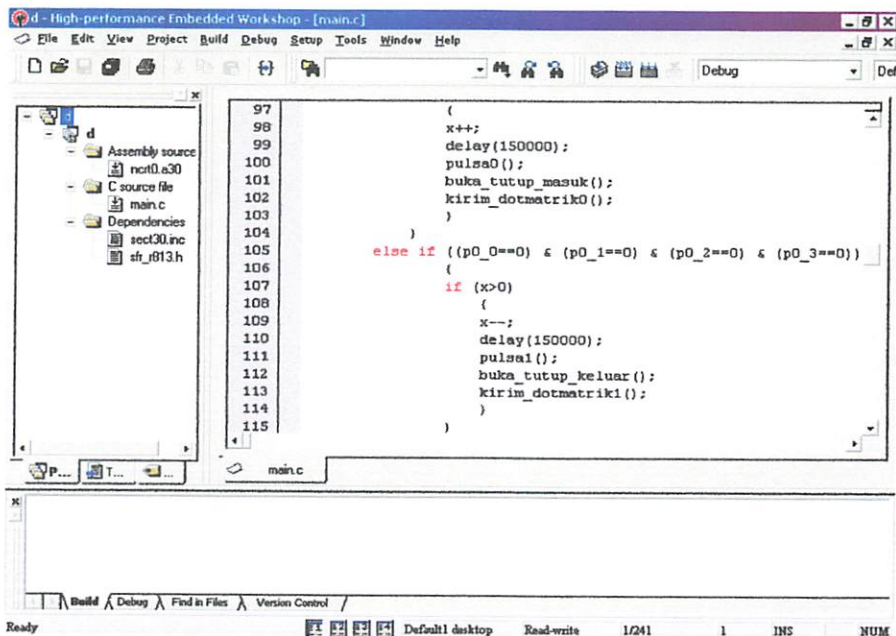 d - High-performance Embedded Workshop - [main.c]
File Edit View Project Build Debug Setup Tools Window Help
Debug
Def
d
d
Assembly source
ncrt0.a30
C source file
main.c
Dependencies
sect30.inc
sfr_r813.h
97 {
98 x++;
99 delay(150000);
100 pulsa0();
101 buka_tutup_masuk();
102 kirim_dotmatrik0();
103 }
104 }
105 else if ((p0_0==0) & (p0_1==0) & (p0_2==0) & (p0_3==0))
106 {
107 if (x>0)
108 {
109 x--;
110 delay(150000);
111 pulsa1();
112 buka_tutup_keluar();
113 kirim_dotmatrik1();
114 }
115 }
P... T... ...
main.c
Build Debug Find in Files Version Control
Ready Default1 desktop Read-write 1/241 1 INS NUM